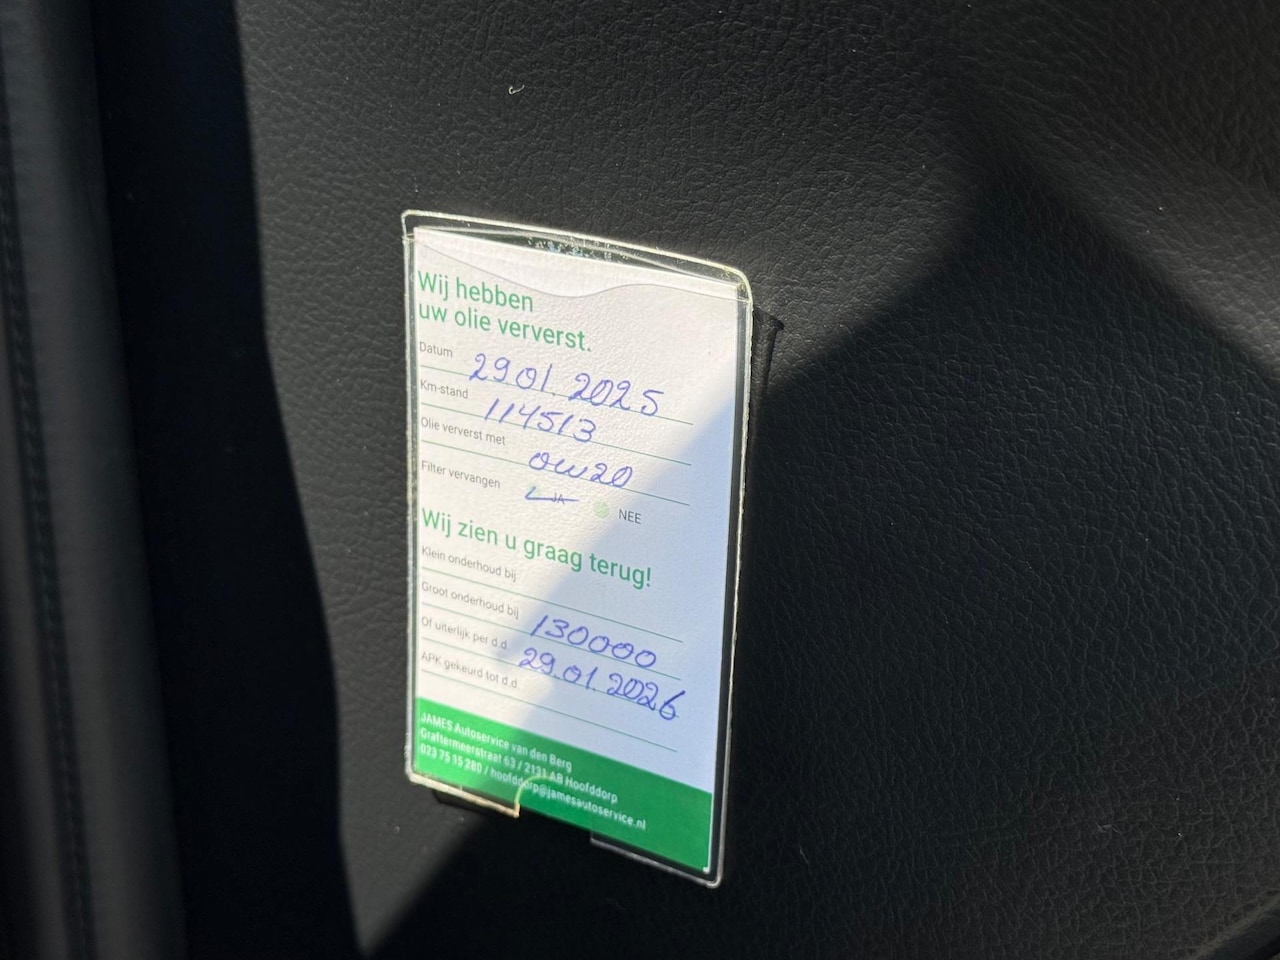 Wij hebben
uw olie ververst.
Datum 29 01. 2025
Km-stand 114513
Olie ververst met 0w20
Filter vervangen JA NEE
Wij zien u graag terug!
Klein onderhoud bij
Groot onderhoud bij 130000
Of uiterlijk per d.d. 29.01.2026
APK gekeurd tot d.d.
JAMES Autoservice van den Berg
Graftermeerstraat 63 / 2131 AB Hoofddorp
023 75 15 280 / hoofddorp@jamesautoservice.nl